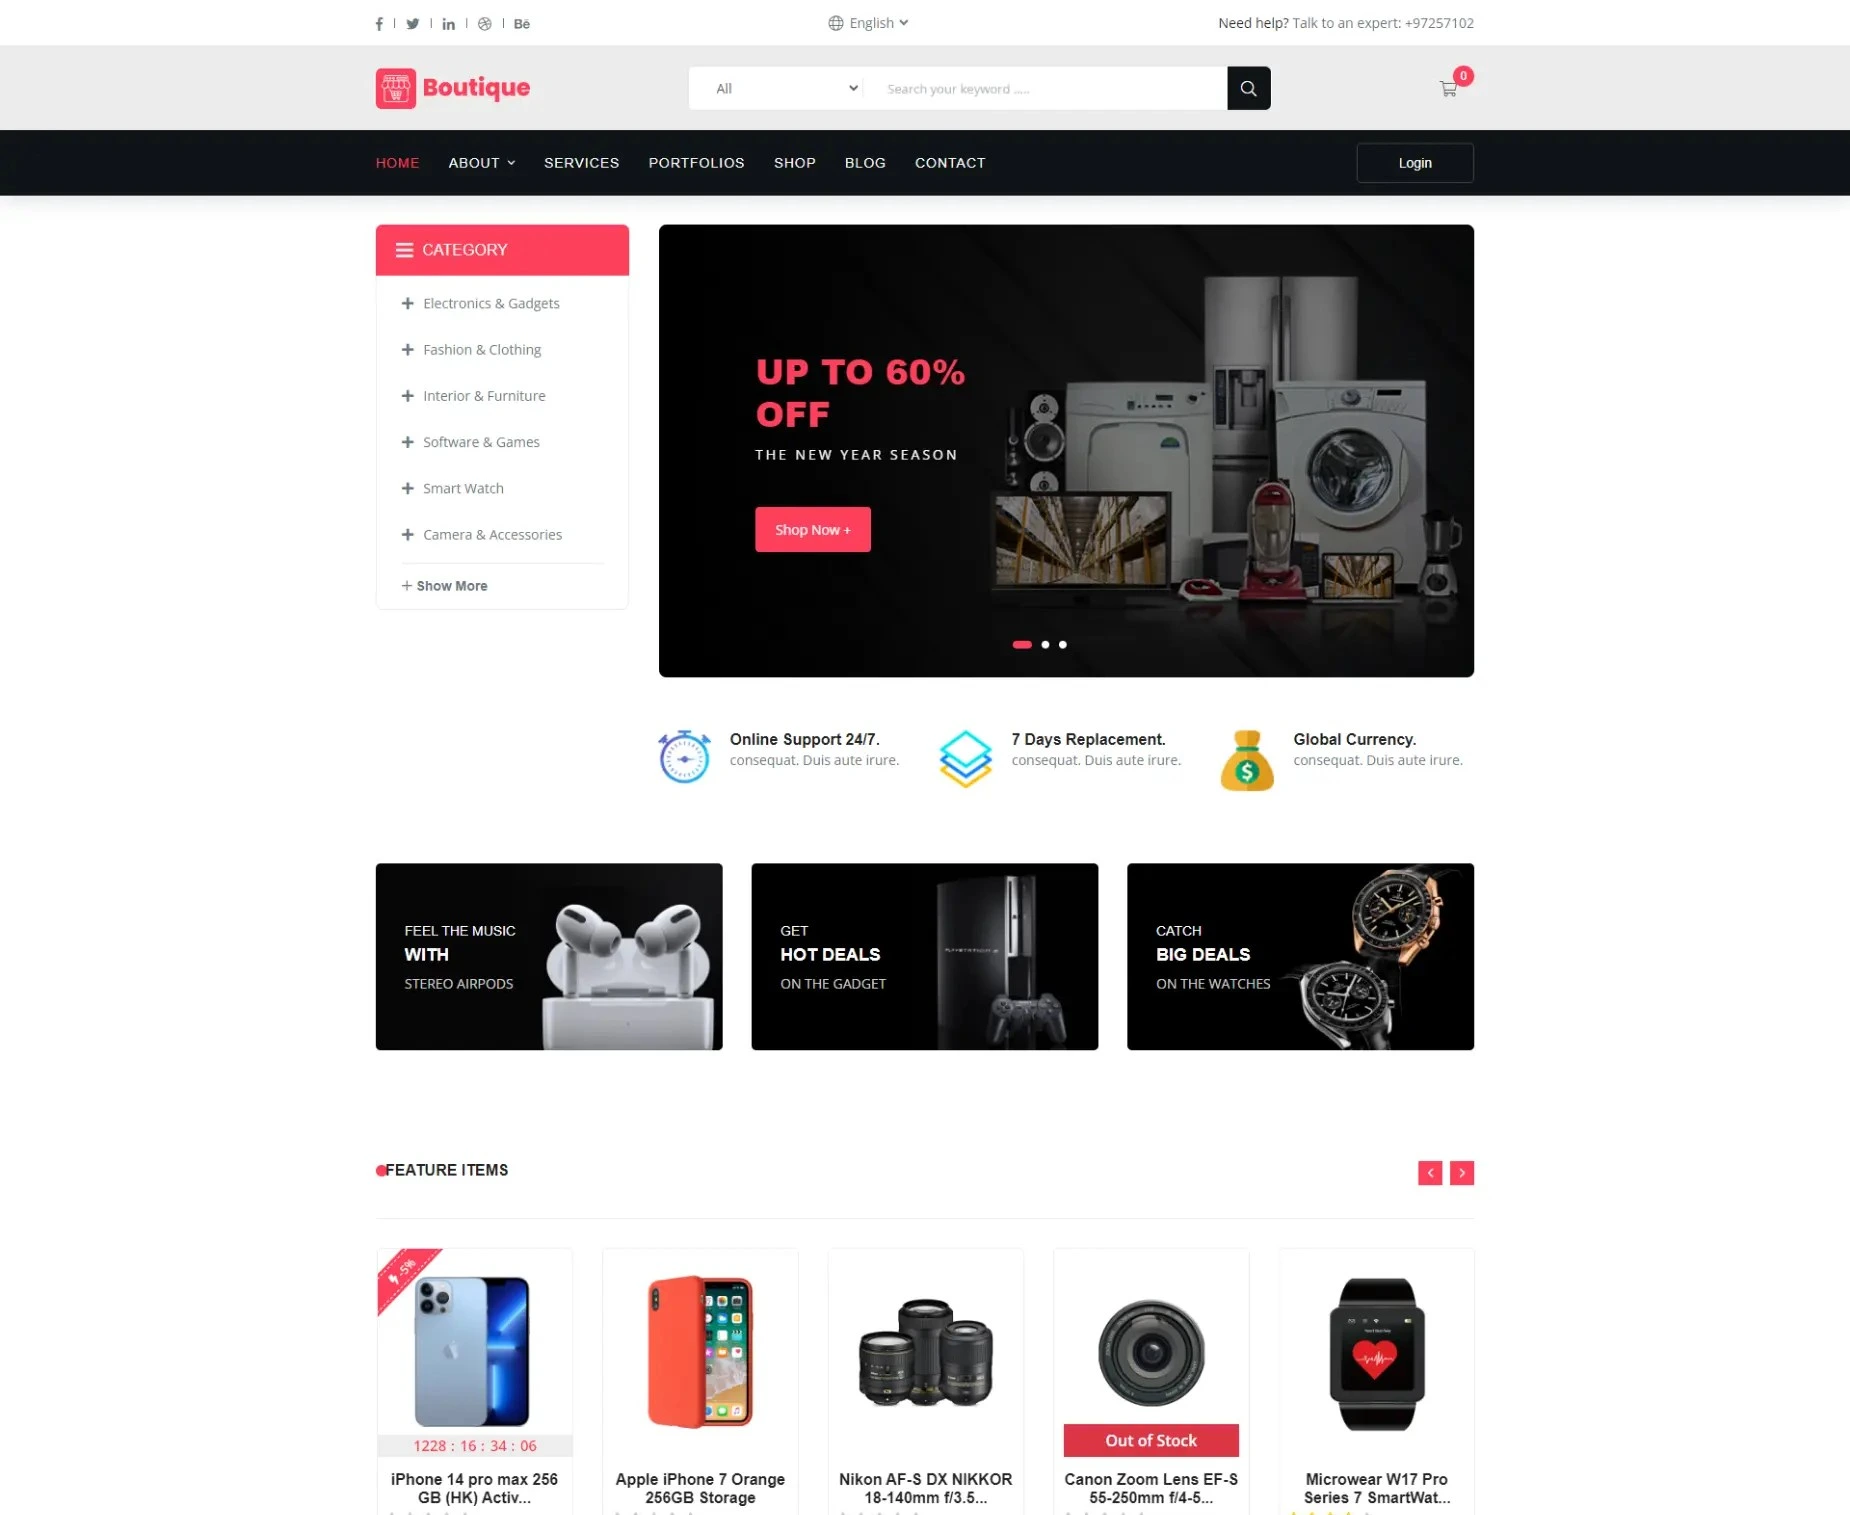 Bē
English
Need help? Talk to an expert: +97257102
Boutique
All
Search your keyword .....
0
HOME ABOUT SERVICES PORTFOLIOS SHOP BLOG CONTACT
Login
CATEGORY
Electronics & Gadgets
Fashion & Clothing
Interior & Furniture
Software & Games
Smart Watch
Camera & Accessories
+ Show More
UP TO 60%
OFF
THE NEW YEAR SEASON
Shop Now +
Online Support 24/7.
consequat. Duis aute irure.
7 Days Replacement.
consequat. Duis aute irure.
Global Currency.
consequat. Duis aute irure.
FEEL THE MUSIC
WITH
STEREO AIRPODS
GET
HOT DEALS
ON THE GADGET
CATCH
BIG DEALS
ON THE WATCHES
FEATURE ITEMS
-5%
1228 : 16 : 34 : 06
iPhone 14 pro max 256
GB (HK) Activ...
Apple iPhone 7 Orange
256GB Storage
Nikon AF-S DX NIKKOR
18-140mm f/3.5...
Out of Stock
Canon Zoom Lens EF-S
55-250mm f/4-5...
Microwear W17 Pro
Series 7 SmartWat...